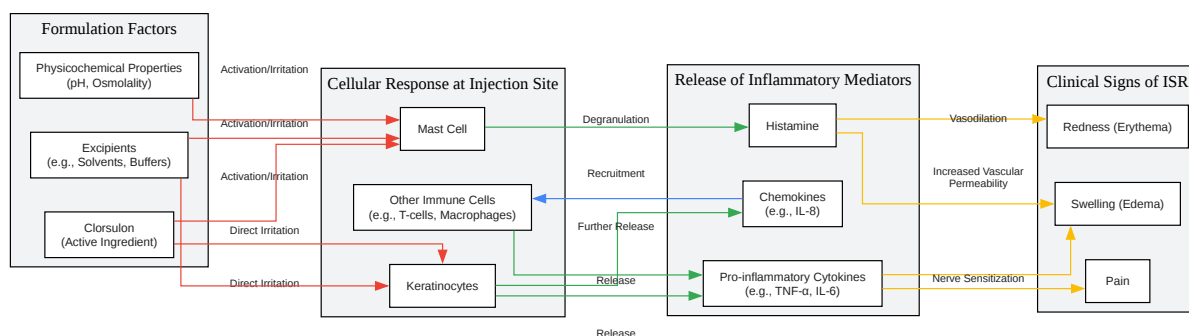 Formulation Factors
Physicochemical Properties
(pH, Osmolality)
Excipients
(e.g., Solvents, Buffers)
Clorsulon
(Active Ingredient)
Activation/Irritation
Activation/Irritation
Activation/Irritation
Direct Irritation
Direct Irritation
Cellular Response at Injection Site
Mast Cell
Other Immune Cells
(e.g., T-cells, Macrophages)
Keratinocytes
Degranulation
Recruitment
Further Release
Release
Release
Release of Inflammatory Mediators
Histamine
Chemokines
(e.g., IL-8)
Pro-inflammatory Cytokines
(e.g., TNF-α, IL-6)
Vasodilation
Increased Vascular
Permeability
Nerve Sensitization
Clinical Signs of ISR
Redness (Erythema)
Swelling (Edema)
Pain